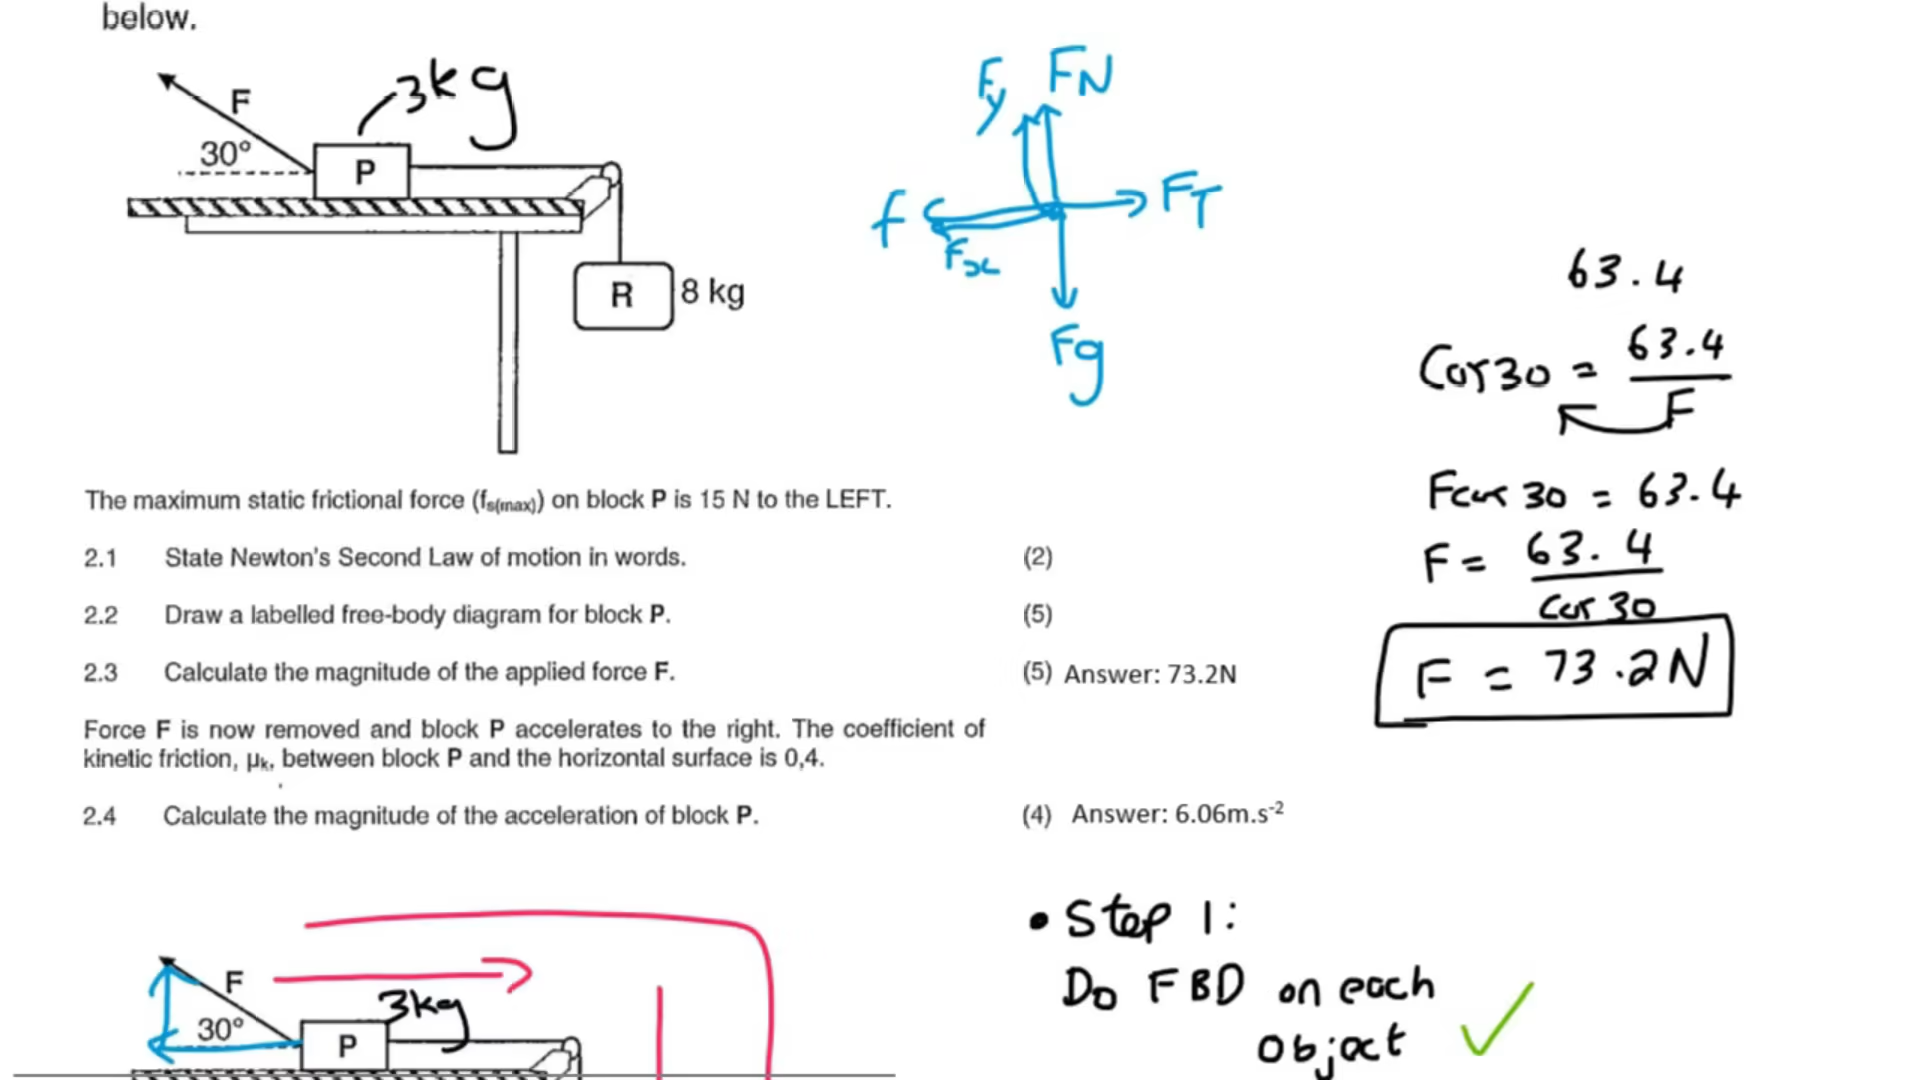 below.
3kg
F
30°
P
R
8 kg
Fy
FN
f
Fx
FT
Fg
63.4
Cos30 = 63.4
F
Fcos 30 = 63.4
F = 63.4
Cos 30
F = 73.2N
The maximum static frictional force (fs(max)) on block P is 15 N to the LEFT.
2.1 State Newton's Second Law of motion in words. (2)
2.2 Draw a labelled free-body diagram for block P. (5)
2.3 Calculate the magnitude of the applied force F. (5) Answer: 73.2N
Force F is now removed and block P accelerates to the right. The coefficient of
kinetic friction, μk, between block P and the horizontal surface is 0,4.
2.4 Calculate the magnitude of the acceleration of block P. (4) Answer: 6.06m.s⁻²
F
30°
P
3kg
• Step 1:
Do FBD on each
object